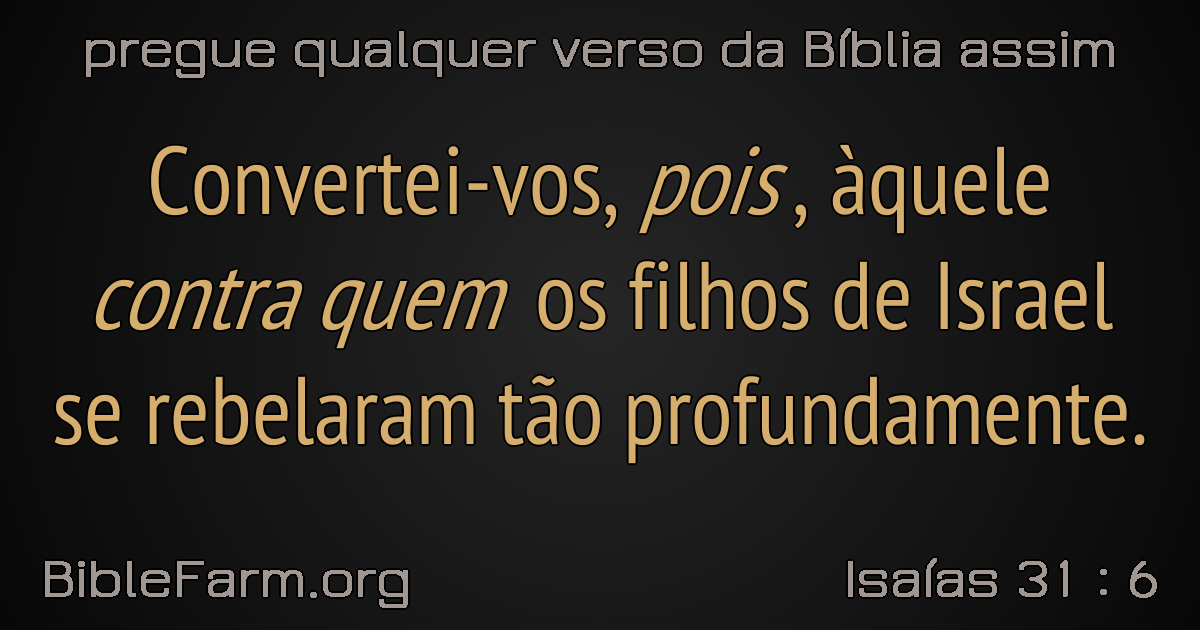 pregue qualquer verso da Bíblia assim
Convertei-vos, pois, àquele
contra quem os filhos de Israel
se rebelaram tão profundamente.
BibleFarm.org
Isaías 31 : 6